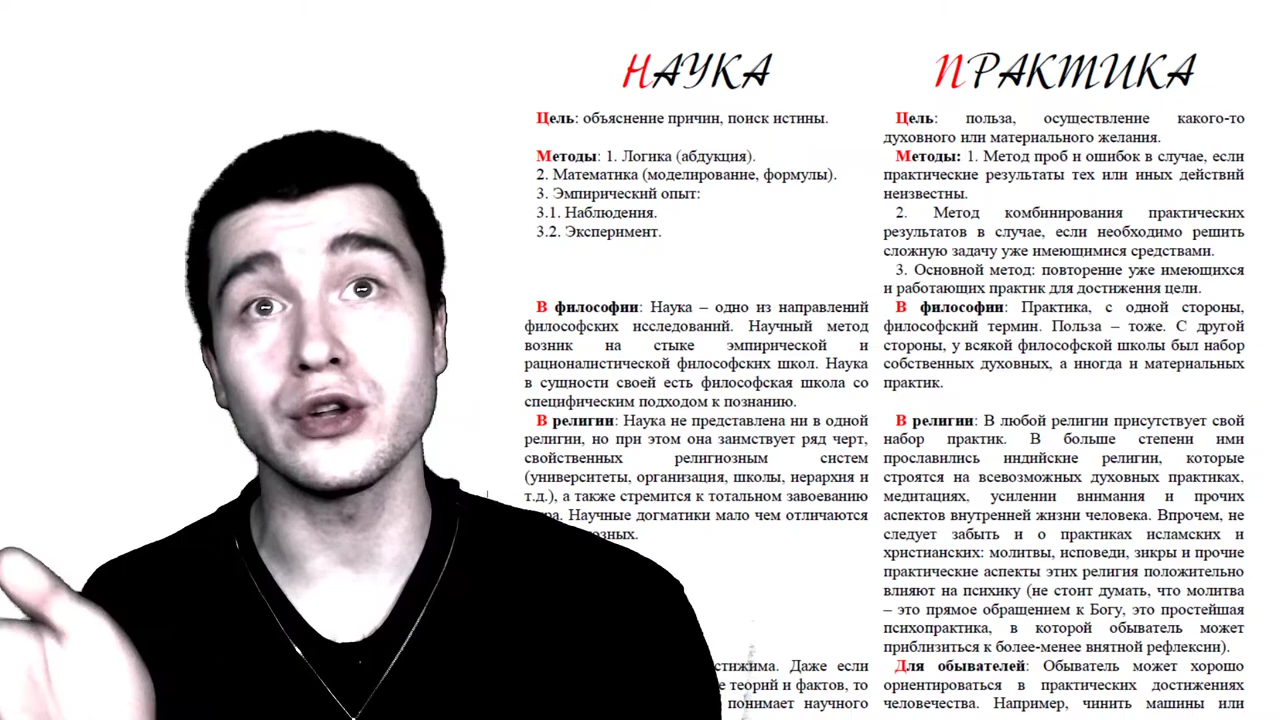 НАУКА
Цель: объяснение причин, поиск истины.
Методы: 1. Логика (абдукция).
2. Математика (моделирование, формулы).
3. Эмпирический опыт:
3.1. Наблюдения.
3.2. Эксперимент.
В философии: Наука – одно из направлений
философских исследований. Научный метод
возник на стыке эмпирической и
рационалистической философских школ. Наука
в сущности своей есть философская школа со
специфическим подходом к познанию.
В религии: Наука не представлена ни в одной
религии, но при этом она заимствует ряд черт,
свойственных религиозным систем
(университеты, организация, школы, иерархия и
т.д.), а также стремится к тотальном завоеванию
Научные догматики мало чем отличаются
Даже если
теорий и фактов, то
понимает научного
ПРАКТИКА
Цель: польза, осуществление какого-то
духовного или материального желания.
Методы: 1. Метод проб и ошибок в случае, если
практические результаты тех или иных действий
неизвестны.
2. Метод комбинирования практических
результатов в случае, если необходимо решить
сложную задачу уже имеющимися средствами.
3. Основной метод: повторение уже имеющихся
и работающих практик для достижения цели.
В философии: Практика, с одной стороны,
философский термин. Польза – тоже. С другой
стороны, у всякой философской школы был набор
собственных духовных, а иногда и материальных
практик.
В религии: В любой религии присутствует свой
набор практик. В больше степени ими
прославились индийские религии, которые
строятся на всевозможных духовных практиках,
медитациях, усилении внимания и прочих
аспектов внутренней жизни человека. Впрочем, не
следует забыть и о практиках исламских и
христианских: молитвы, исповеди, зикры и прочие
практические аспекты этих религия положительно
влияют на психику (не стоит думать, что молитва
– это прямое обращением к Богу, это простейшая
психопрактика, в которой обыватель может
приблизиться к более-менее внятной рефлексии).
Для обывателей: Обыватель может хорошо
ориентироваться в практических достижениях
человечества. Например, чинить машины или